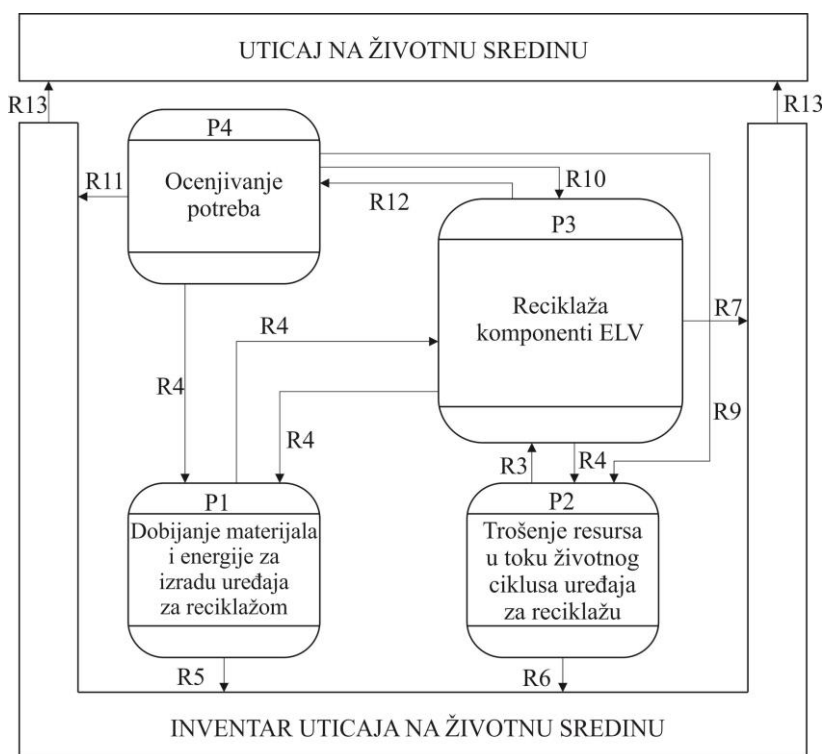 UTICAJ NA ŽIVOTNU SREDINU
R13
R13
P4
Ocenjivanje
potreba
R11
R10
R12
P3
Reciklaža
komponenti ELV
R7
R4
R4
R9
R4
R3
R4
P1
Dobijanje materijala
i energije za
izradu uređaja
za reciklažom
P2
Trošenje resursa
u toku životnog
ciklusa uređaja
za reciklažu
R5
R6
INVENTAR UTICAJA NA ŽIVOTNU SREDINU